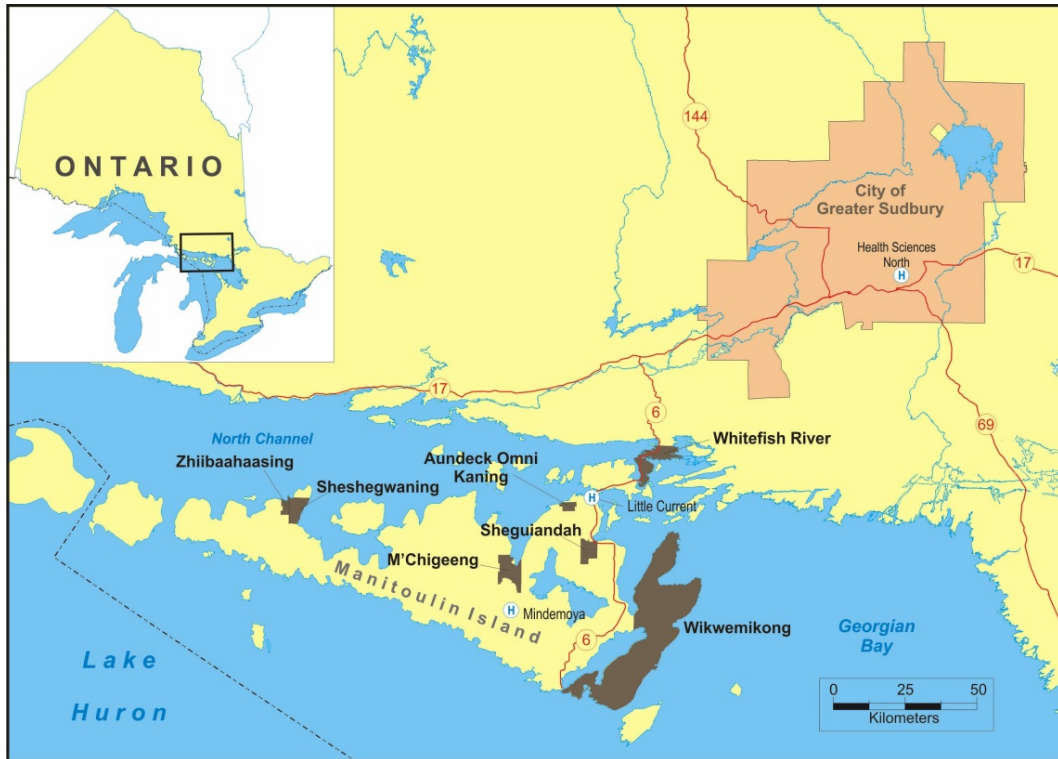 ONTARIO
144
City of
Greater Sudbury
Health Sciences
North
H
17
17
6
69
North Channel
Zhiibaahaasing
Sheshegwaning
Aundeck Omni
Kaning
Whitefish River
H
Little Current
Sheguiandah
M'Chigeeng
Manitoulin Island
H Mindemoya
6
Wikwemikong
Georgian
Bay
Lake
Huron
0 25 50
Kilometers